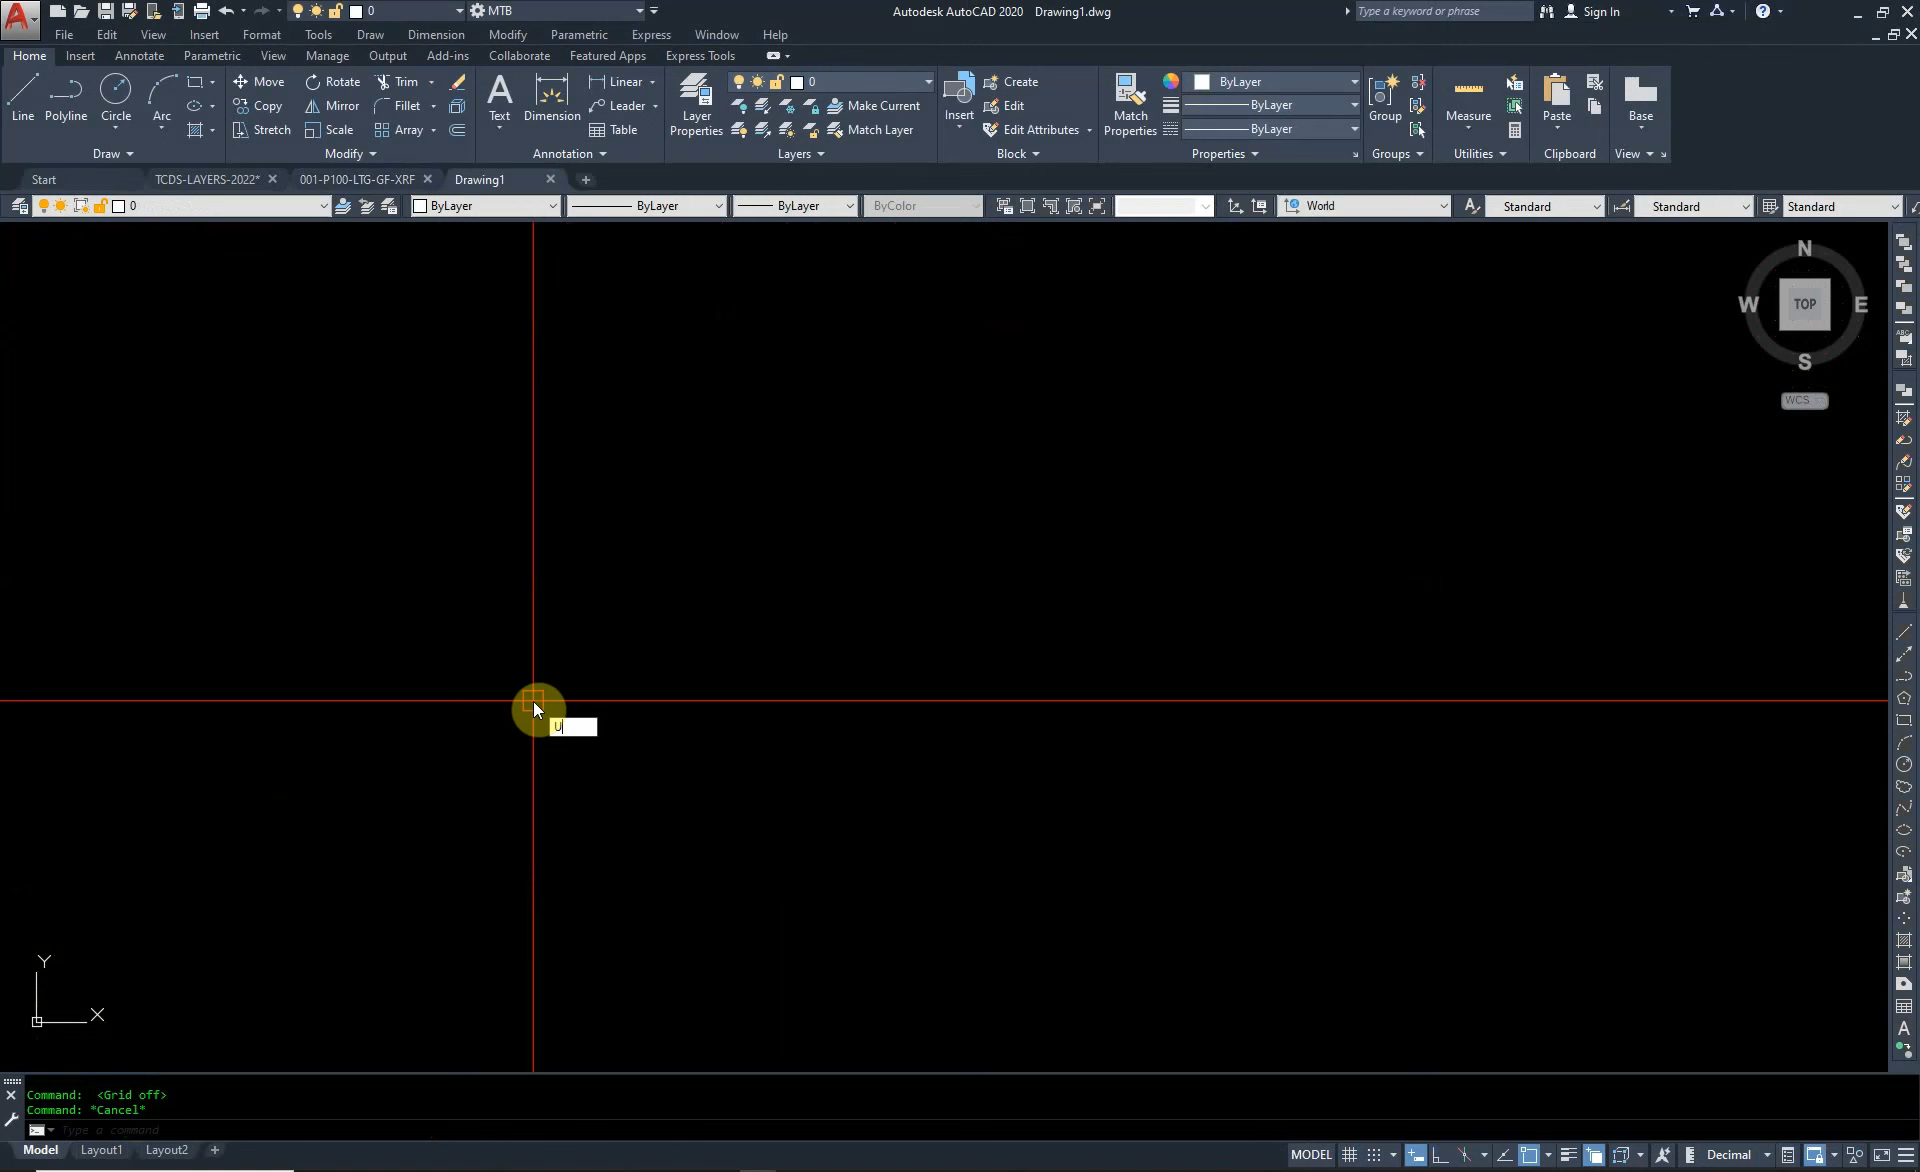 0 MTB Autodesk AutoCAD 2020 Drawing1.dwg Type a keyword or phrase Sign In
File Edit View Insert Format Tools Draw Dimension Modify Parametric Express Window Help
Home Insert Annotate Parametric View Manage Output Add-ins Collaborate Featured Apps Express Tools
Line Polyline Circle Arc
Move Rotate Trim
Copy Mirror Fillet
Stretch Scale Array
Text Dimension
Linear
Leader
Table
Layer Properties
0
Make Current
Match Layer
Insert
Create
Edit
Edit Attributes
Match Properties
ByLayer
ByLayer
ByLayer
Group
Measure
Paste
Base
Draw Modify Annotation Layers Block Properties Groups Utilities Clipboard View
Start TCDS-LAYERS-2022* 001-P100-LTG-GF-XRF Drawing1
0 ByLayer ByLayer ByLayer ByColor World Standard Standard Standard
N
W TOP E
S
WCS
ABC
U
Y
X
A
Command: <Grid off>
Command: *Cancel*
Type a command
Model Layout1 Layout2 MODEL Decimal